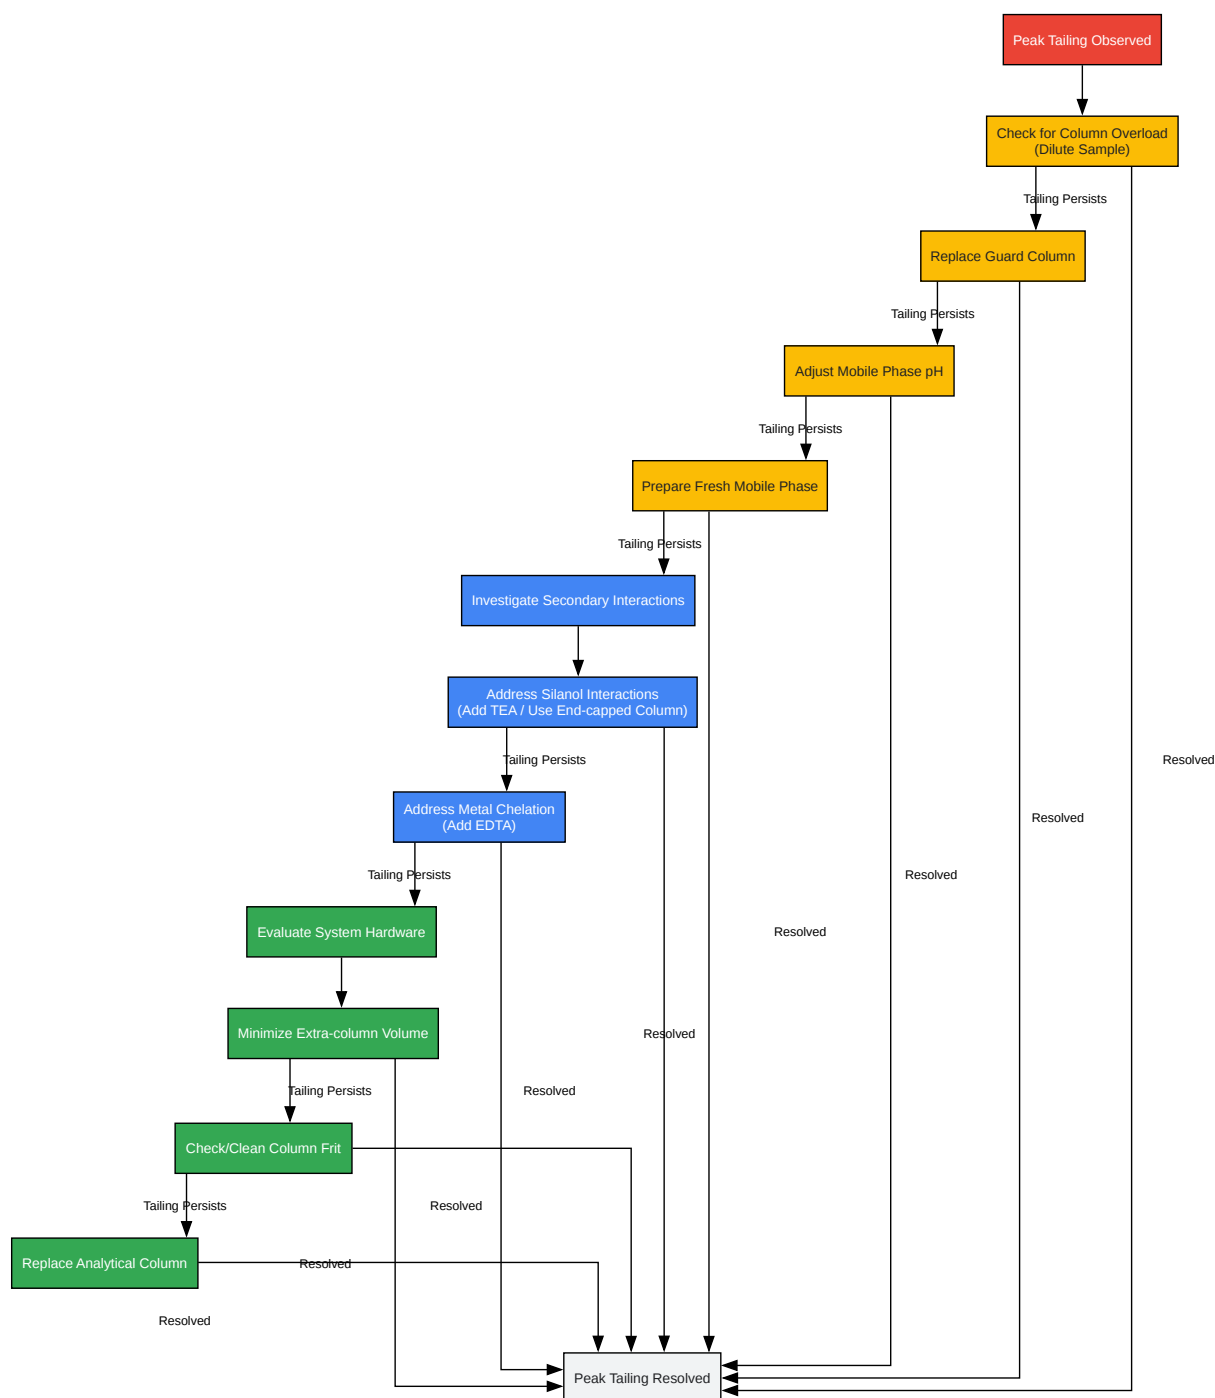 Peak Tailing Observed
Check for Column Overload
(Dilute Sample)
Tailing Persists
Replace Guard Column
Tailing Persists
Adjust Mobile Phase pH
Tailing Persists
Prepare Fresh Mobile Phase
Tailing Persists
Investigate Secondary Interactions
Address Silanol Interactions
(Add TEA / Use End-capped Column)
Tailing Persists
Resolved
Address Metal Chelation
(Add EDTA)
Resolved
Tailing Persists
Resolved
Evaluate System Hardware
Resolved
Minimize Extra-column Volume
Resolved
Tailing Persists
Resolved
Check/Clean Column Frit
Tailing Persists
Resolved
Replace Analytical Column
Resolved
Resolved
Peak Tailing Resolved